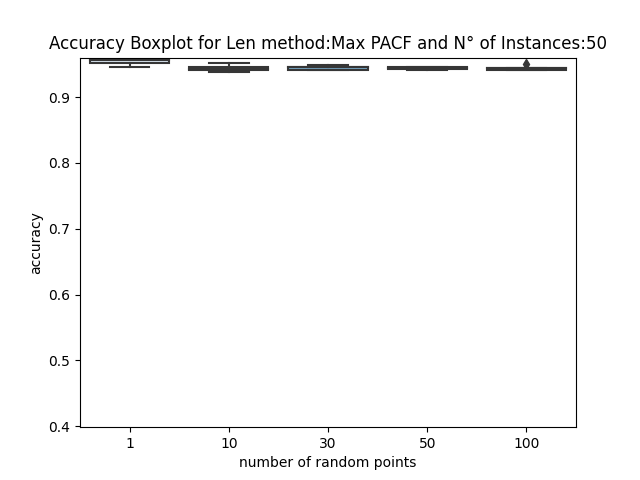 Accuracy Boxplot for Len method:Max PACF and N° of Instances:50
0.9
0.8
0.7
0.6
0.5
0.4
accuracy
1 10 30 50 100
number of random points